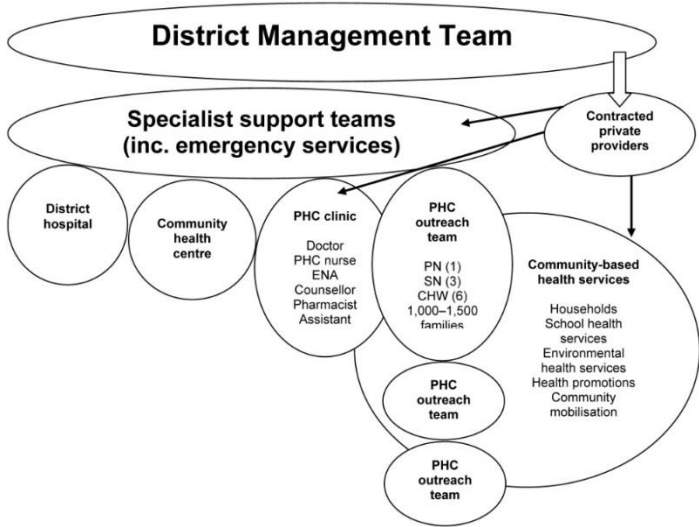 District Management Team
Specialist support teams
(inc. emergency services)
Contracted
private
providers
District
hospital
Community
health
centre
PHC clinic
Doctor
PHC nurse
ENA
Counsellor
Pharmacist
Assistant
PHC
outreach
team
PN (1)
SN (3)
CHW (6)
1,000–1,500
families
Community-based
health services
Households
School health
services
Environmental
health services
Health promotions
Community
mobilisation
PHC
outreach
team
PHC
outreach
team